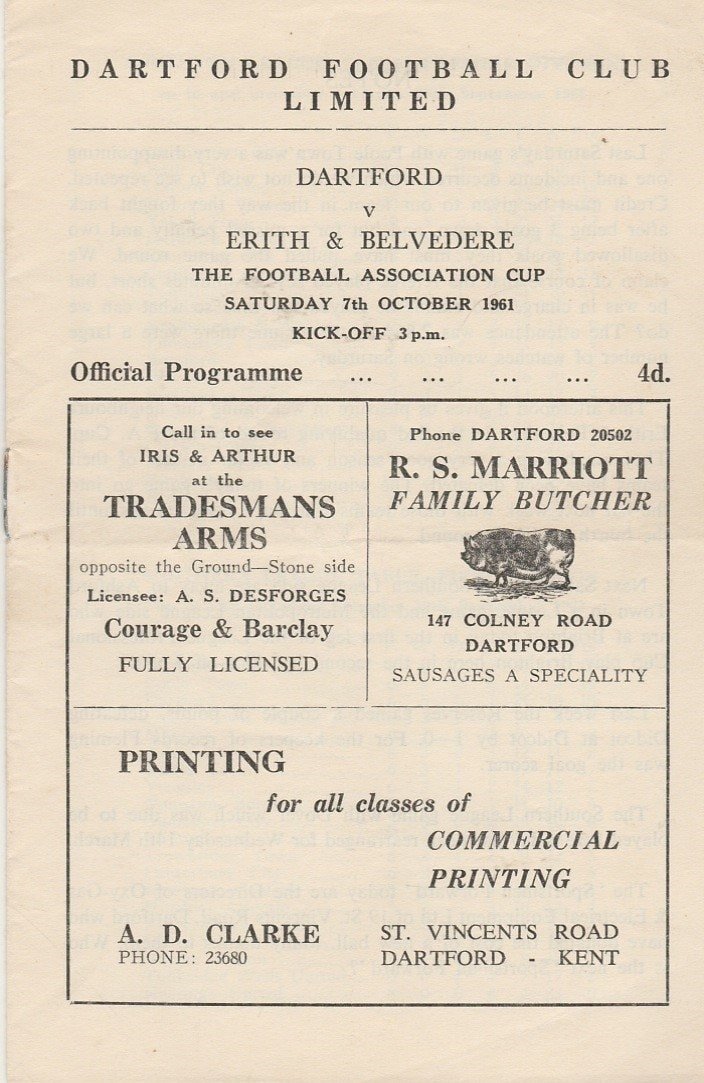 DARTFORD FOOTBALL CLUB
LIMITED
DARTFORD
v
ERITH & BELVEDERE
THE FOOTBALL ASSOCIATION CUP
SATURDAY 7th OCTOBER 1961
KICK-OFF 3 p.m.
Official Programme ... ... ... ... 4d.
Call in to see
IRIS & ARTHUR
at the
TRADESMANS
ARMS
opposite the Ground—Stone side
Licensee: A. S. DESFORGES
Courage & Barclay
FULLY LICENSED
Phone DARTFORD 20502
R. S. MARRIOTT
FAMILY BUTCHER
147 COLNEY ROAD
DARTFORD
SAUSAGES A SPECIALITY
PRINTING
for all classes of
COMMERCIAL
PRINTING
A. D. CLARKE
PHONE: 23680
ST. VINCENTS ROAD
DARTFORD - KENT